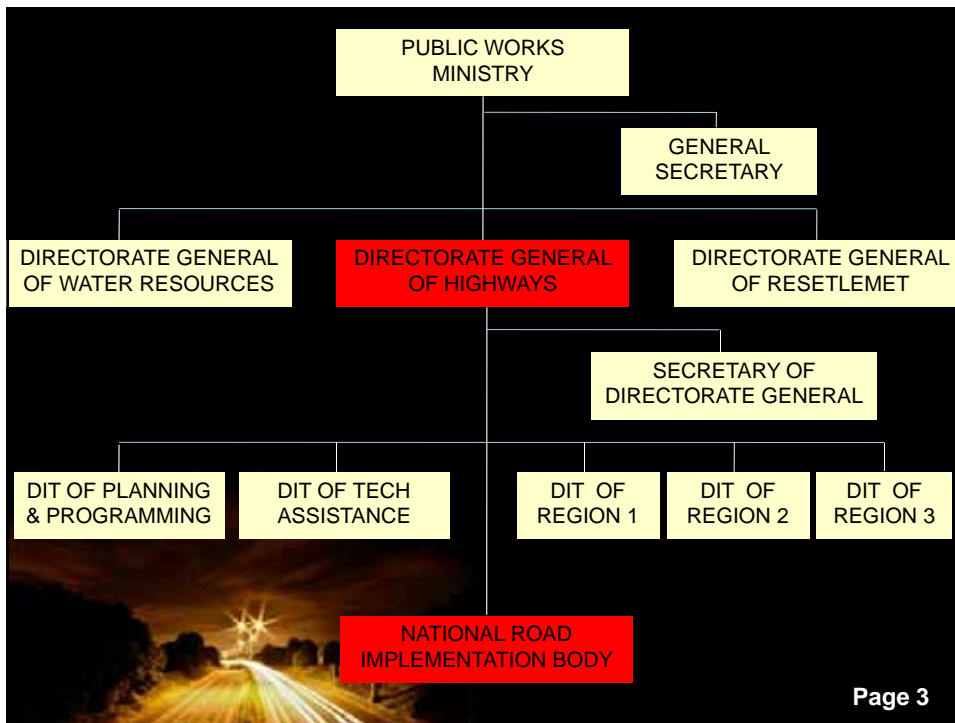 PUBLIC WORKS
MINISTRY
GENERAL
SECRETARY
DIRECTORATE GENERAL
OF WATER RESOURCES
DIRECTORATE GENERAL
OF HIGHWAYS
DIRECTORATE GENERAL
OF RESETLEMET
SECRETARY OF
DIRECTORATE GENERAL
DIT OF PLANNING
& PROGRAMMING
DIT OF TECH
ASSISTANCE
DIT OF
REGION 1
DIT OF
REGION 2
DIT OF
REGION 3
NATIONAL ROAD
IMPLEMENTATION BODY
Page 3